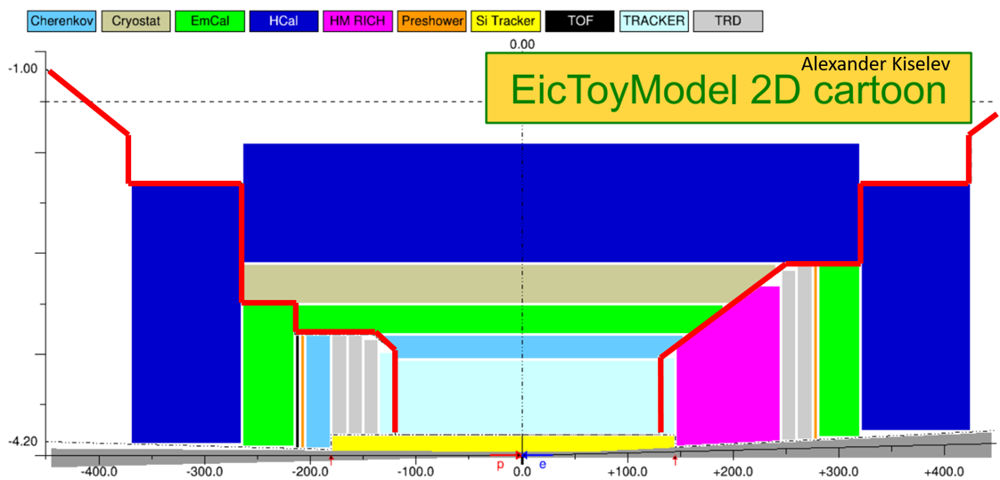 Cherenkov Cryostat EmCal HCal HM RICH Preshower Si Tracker TOF TRACKER TRD
0.00
-1.00
Alexander Kiselev
EicToyModel 2D cartoon
-4.20
-400.0 -300.0 -200.0 -100.0 0.0 +100.0 +200.0 +300.0 +400.0
p e